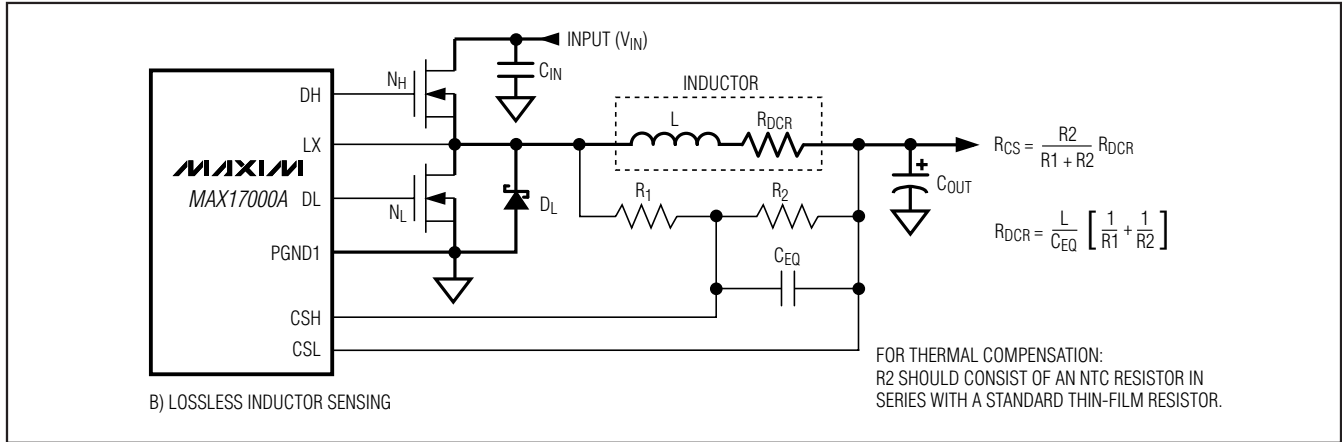 INPUT (VIN)
CIN
NH
DH
INDUCTOR
L
RDCR
LX
RCS = R2 / R1 + R2 RDCR
MAXIM
MAX17000A
DL
NL
DL
R1
R2
COUT
+
RDCR = L / CEQ [ 1 / R1 + 1 / R2 ]
PGND1
CEQ
CSH
CSL
FOR THERMAL COMPENSATION:
R2 SHOULD CONSIST OF AN NTC RESISTOR IN
SERIES WITH A STANDARD THIN-FILM RESISTOR.
B) LOSSLESS INDUCTOR SENSING